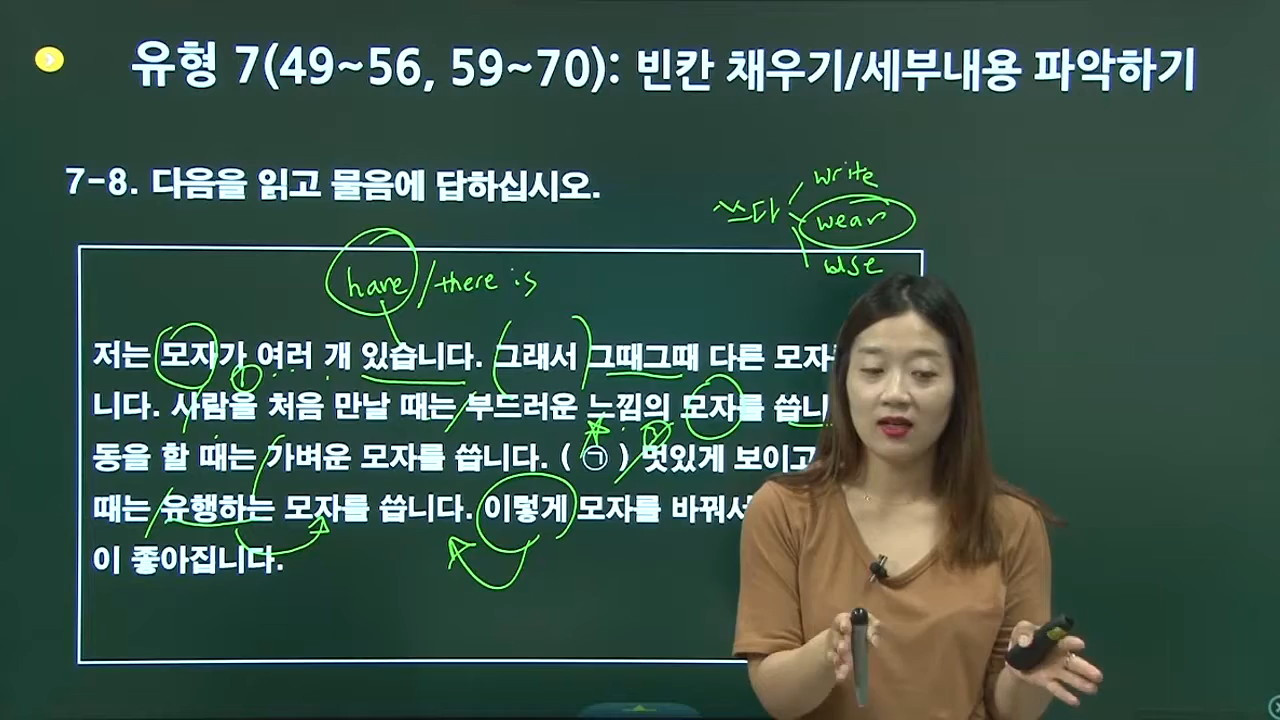 유형 7(49~56, 59~70): 빈칸 채우기/세부내용 파악하기
7-8. 다음을 읽고 물음에 답하십시오.
write
쓰다
wear
use
have/there is
저는 모자가 여러 개 있습니다. 그래서 그때그때 다른 모자
니다. 사람을 처음 만날 때는 부드러운 느낌의 모자를 씁니
동을 할 때는 가벼운 모자를 씁니다. ( ㉠ ) 멋있게 보이고
때는 유행하는 모자를 씁니다. 이렇게 모자를 바꿔서
이 좋아집니다.